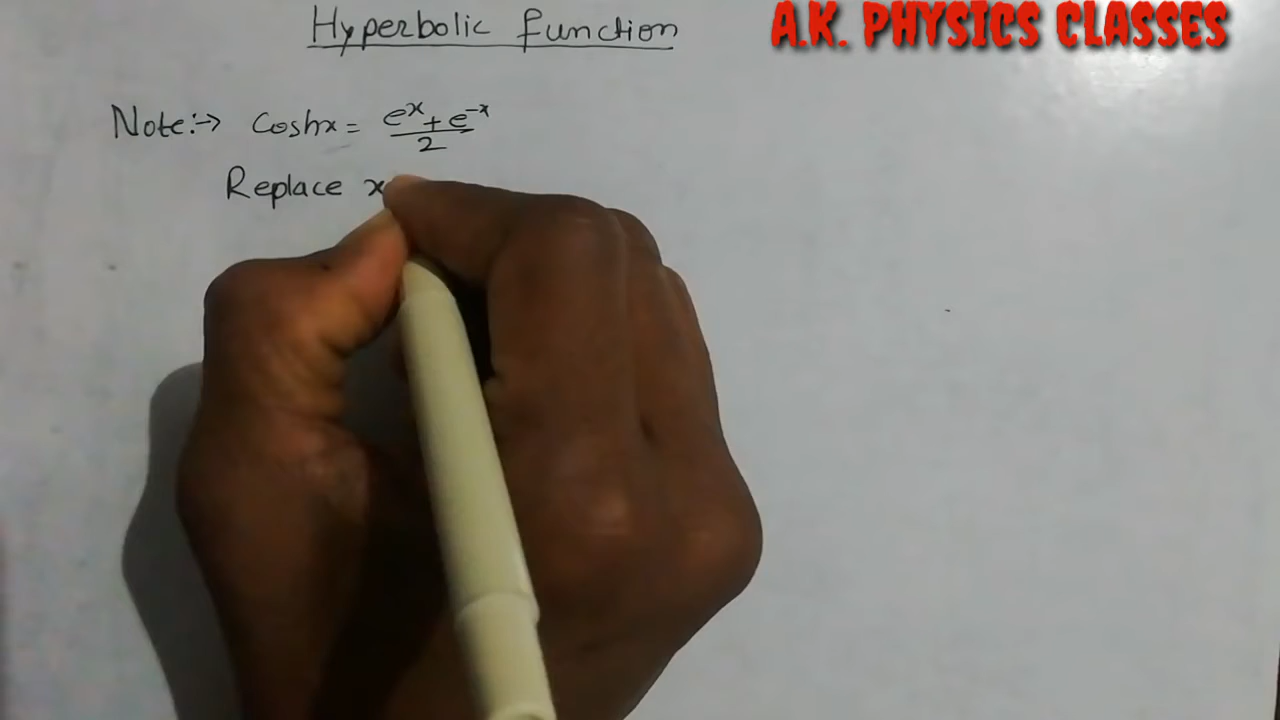 Hyperbolic function
A.K. PHYSICS CLASSES
Note:→ Coshx = (e^x + e^-x)/2
Replace x